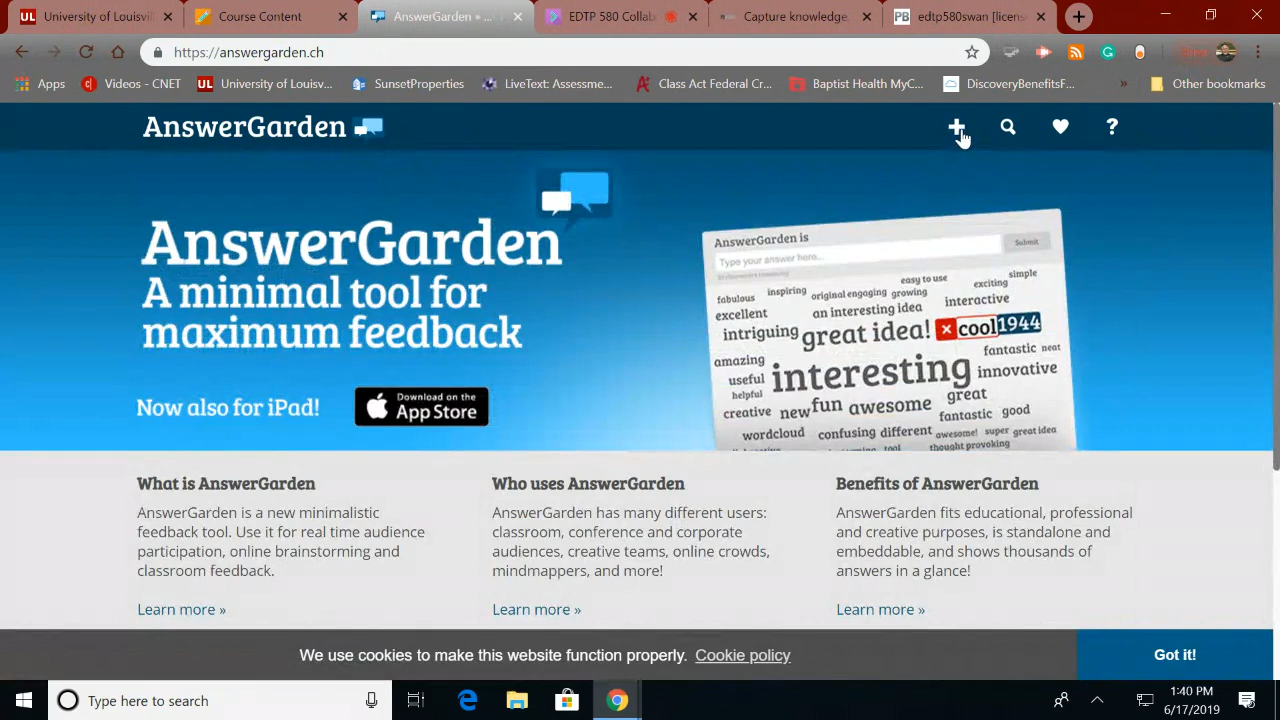 University of Louisvill
Course Content
AnswerGarden » ...
EDTP 580 Collab
Capture knowledge,
PB edtp580swan [licens
https://answergarden.ch
Apps
Videos - CNET
UL University of Louisv...
SunsetProperties
LiveText: Assessme...
Class Act Federal Cr...
Baptist Health MyC...
DiscoveryBenefitsF...
»
Other bookmarks
AnswerGarden
?
AnswerGarden
A minimal tool for
maximum feedback
Now also for iPad!
Download on the
App Store
AnswerGarden is
Submit
Type your answer here...
easy to use
simple
fabulous inspiring original engaging growing exciting
excellent an interesting idea interactive
intriguing great idea! × cool 1944
amazing fantastic neat
useful interesting innovative
helpful great
creative new fun awesome fantastic good
wordcloud confusing different awesome! super great idea
thought provoking
What is AnswerGarden
AnswerGarden is a new minimalistic
feedback tool. Use it for real time audience
participation, online brainstorming and
classroom feedback.
Learn more »
Who uses AnswerGarden
AnswerGarden has many different users:
classroom, conference and corporate
audiences, creative teams, online crowds,
mindmappers, and more!
Learn more »
Benefits of AnswerGarden
AnswerGarden fits educational, professional
and creative purposes, is standalone and
embeddable, and shows thousands of
answers in a glance!
Learn more »
We use cookies to make this website function properly. Cookie policy
Got it!
Type here to search
1:40 PM
6/17/2019